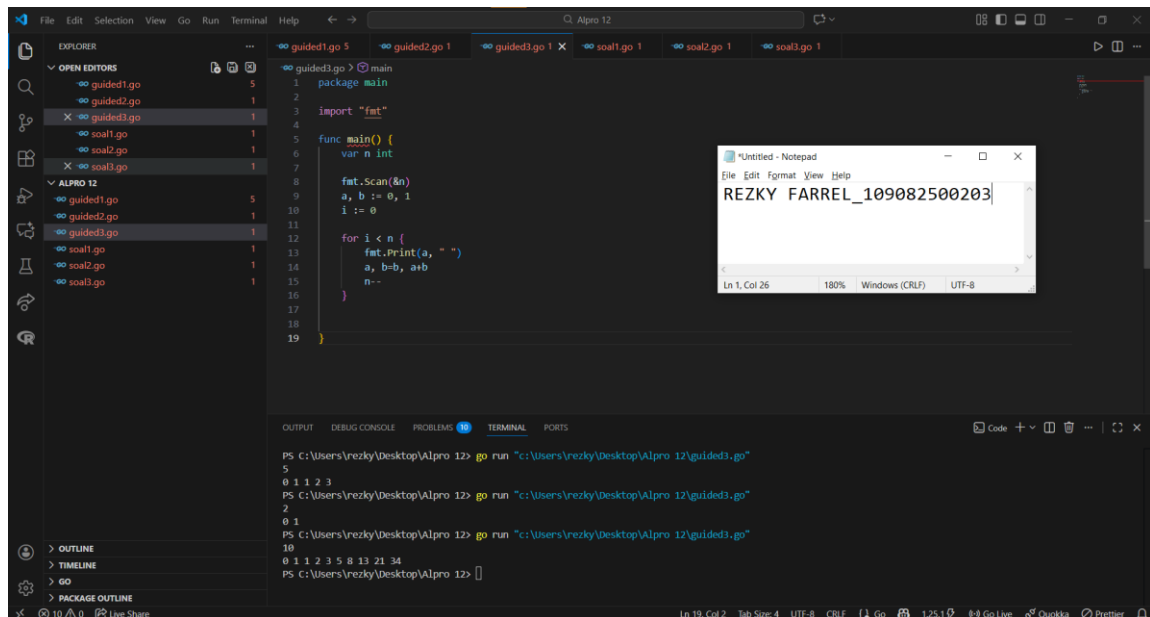 File Edit Selection View Go Run Terminal Help
Alpro 12
EXPLORER
OPEN EDITORS
guided1.go 5
guided2.go 1
guided3.go 1
soal1.go 1
soal2.go 1
soal3.go 1
ALPRO 12
guided1.go 5
guided2.go 1
guided3.go 1
soal1.go 1
soal2.go 1
soal3.go 1
OUTLINE
TIMELINE
GO
PACKAGE OUTLINE
guided1.go 5 guided2.go 1 guided3.go 1 soal1.go 1 soal2.go 1 soal3.go 1
guided3.go > main
1 package main
2
3 import "fmt"
4
5 func main() {
6 var n int
7
8 fmt.Scan(&n)
9 a, b := 0, 1
10 i := 0
11
12 for i < n {
13 fmt.Print(a, " ")
14 a, b=b, a+b
15 n--
16 }
17
18
19 }
*Untitled - Notepad
File Edit Format View Help
REZKY FARREL_109082500203
Ln 1, Col 26 180% Windows (CRLF) UTF-8
OUTPUT DEBUG CONSOLE PROBLEMS 10 TERMINAL PORTS
Code
PS C:\Users\rezky\Desktop\Alpro 12> go run "c:\Users\rezky\Desktop\Alpro 12\guided3.go"
5
0 1 1 2 3
PS C:\Users\rezky\Desktop\Alpro 12> go run "c:\Users\rezky\Desktop\Alpro 12\guided3.go"
2
0 1
PS C:\Users\rezky\Desktop\Alpro 12> go run "c:\Users\rezky\Desktop\Alpro 12\guided3.go"
10
0 1 1 2 3 5 8 13 21 34
PS C:\Users\rezky\Desktop\Alpro 12>
10 0 Live Share Ln 19, Col 2 Tab Size: 4 UTF-8 CRLF Go 1.25.1 Go Live Quokka Prettier